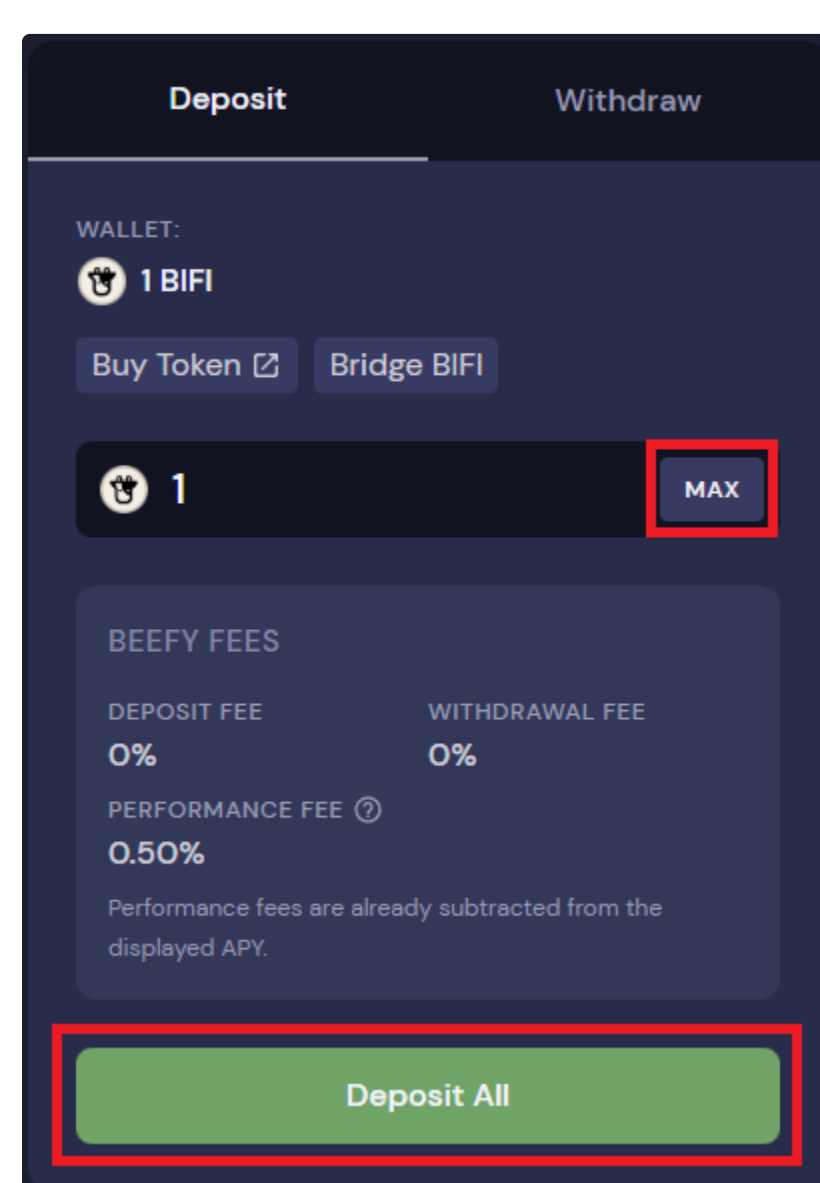 Deposit
Withdraw
WALLET:
1 BIFI
Buy Token
Bridge BIFI
1
MAX
BEEFY FEES
DEPOSIT FEE
WITHDRAWAL FEE
0%
0%
PERFORMANCE FEE ?
0.50%
Performance fees are already subtracted from the
displayed APY.
Deposit All